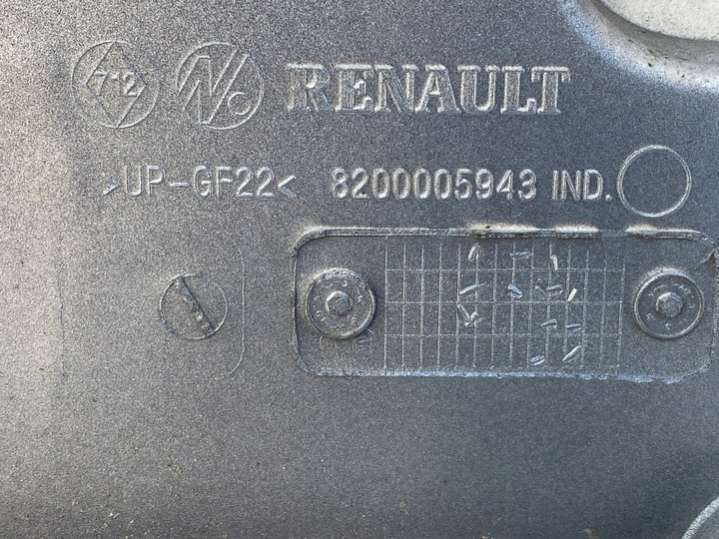 712 RENAULT
>UP-GF22< 8200005943 IND.